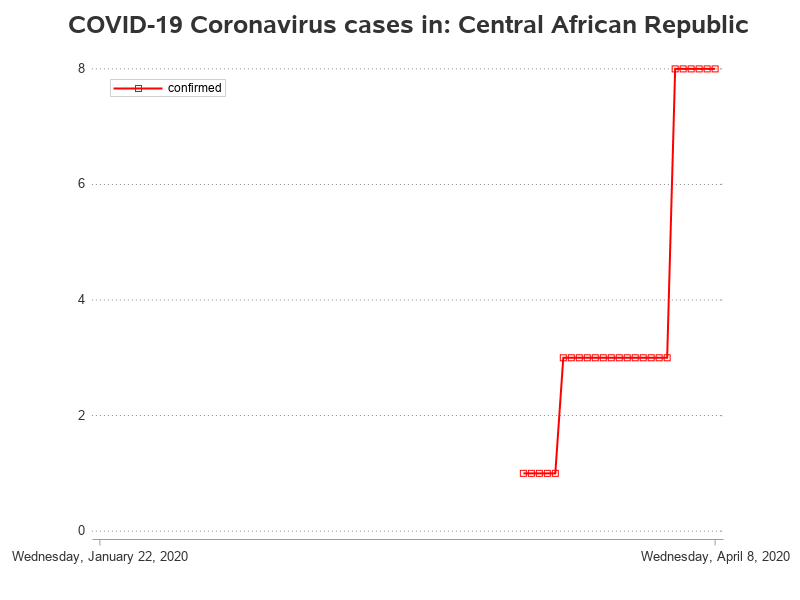 COVID-19 Coronavirus cases in: Central African Republic
8
confirmed
6
4
2
0
Wednesday, January 22, 2020
Wednesday, April 8, 2020